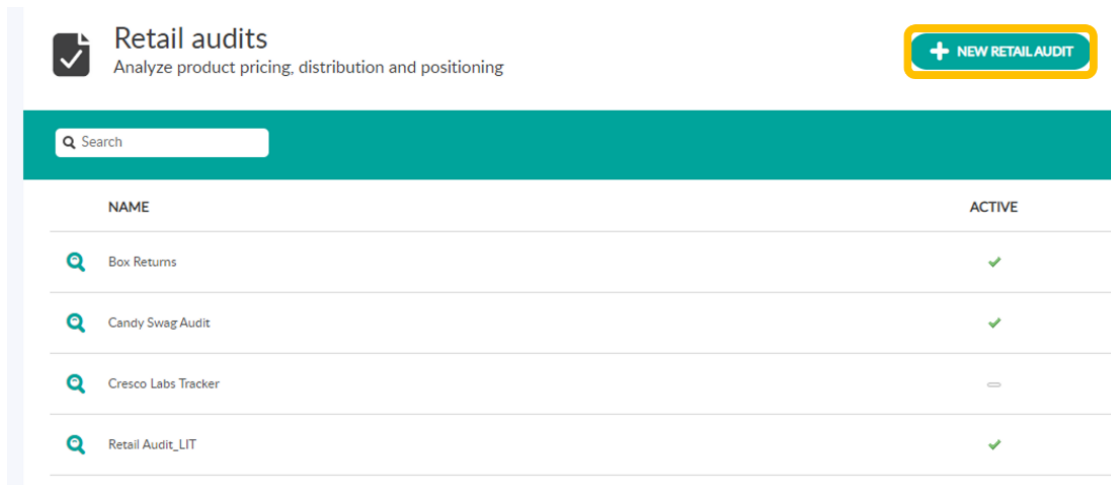 Retail audits
Analyze product pricing, distribution and positioning
NEW RETAIL AUDIT
Search
NAME ACTIVE
Box Returns
Candy Swag Audit
Cresco Labs Tracker
Retail Audit_LIT